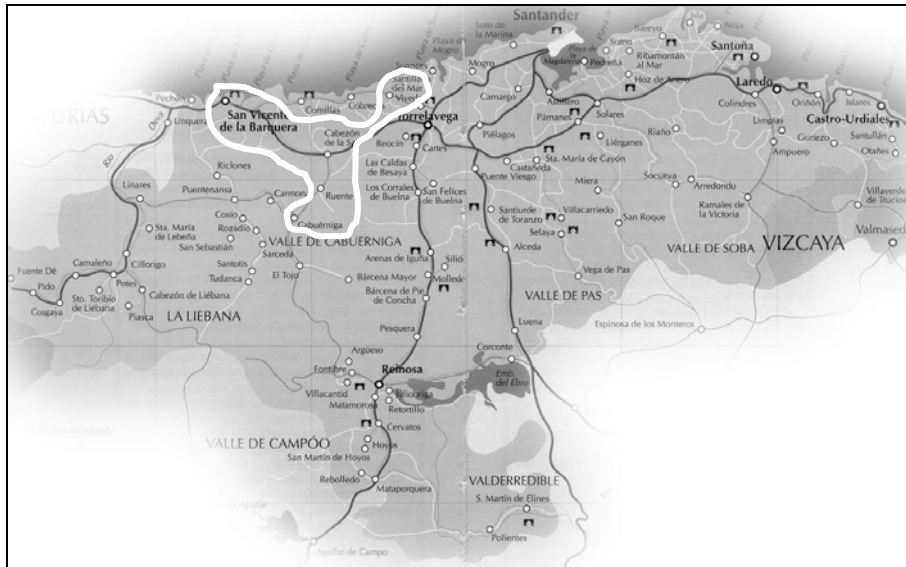 Santander
Soto de
la Marina
Isla
Noja
Bareyo
Somo
Ribamontán
al Mar
Santoña
Pedreña
Magdalena
Mogro
Playa de
Mogro
Suances
Santillana
del Mar
Hoz de Anero
Laredo
Pechón
Comillas
Cóbreces
Camargo
Astillero
Colindres
Oriñón
Islares
San Vicente
de la Barquera
Torrelavega
Castro-Urdiales
Unquera
Deva
Río
Pámanes
Solares
Limpias
Santullán
Cabezón
Reocín
Cartes
Piélagos
Liérganes
Riaño
Guriezo
Otañes
Ampuero
Riclones
Las Caldas
de Besaya
Castañeda
Sta. María de Cayón
Puente Viesgo
Linares
Puentenansa
Carmona
Ruente
Los Corrales
de Buelna
San Felices
de Buelna
Miera
Socueva
Arredondo
Ramales de
la Victoria
Villaverde
de Trucios
Cosío
Rozadío
Cabuérniga
Santiurde
de Toranzo
Villacarriedo
San Roque
Sta. María
de Lebeña
San Sebastián
VALLE DE CABUERNIGA
Selaya
VALLE DE SOBA
VIZCAYA
Valmaseda
Sarceda
Arenas de Iguña
Silió
Alceda
Fuente Dé
Camaleño
Cillorigo
Santotis
El Tojo
Molledo
Pido
Potes
Tudanca
Bárcena Mayor
Vega de Pas
Cosgaya
Sto. Toribio
de Liébana
Cabezón de Liébana
Bárcena de Pie
de Concha
VALLE DE PAS
Piasca
LA LIEBANA
Pesquera
Luena
Espinosa de los Monteros
Argüeso
Corconte
Fontibre
Reinosa
Emb.
del Ebro
Villacantid
Juliobriga
Matamorosa
Retortillo
Cervatos
VALLE DE CAMPÓO
Hoyos
San Martín de Hoyos
Rebolledo
Mataporquera
VALDERREDIBLE
S. Martín de Elines
Polientes
Aguilar de Campo